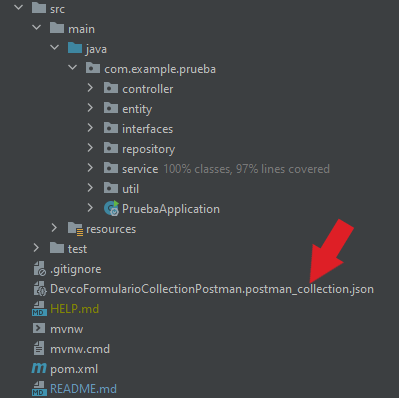 src
main
java
com.example.prueba
controller
entity
interfaces
repository
service 100% classes, 97% lines covered
util
PruebaApplication
resources
test
.gitignore
DevcoFormularioCollectionPostman.postman_collection.json
HELP.md
mvnw
mvnw.cmd
pom.xml
README.md